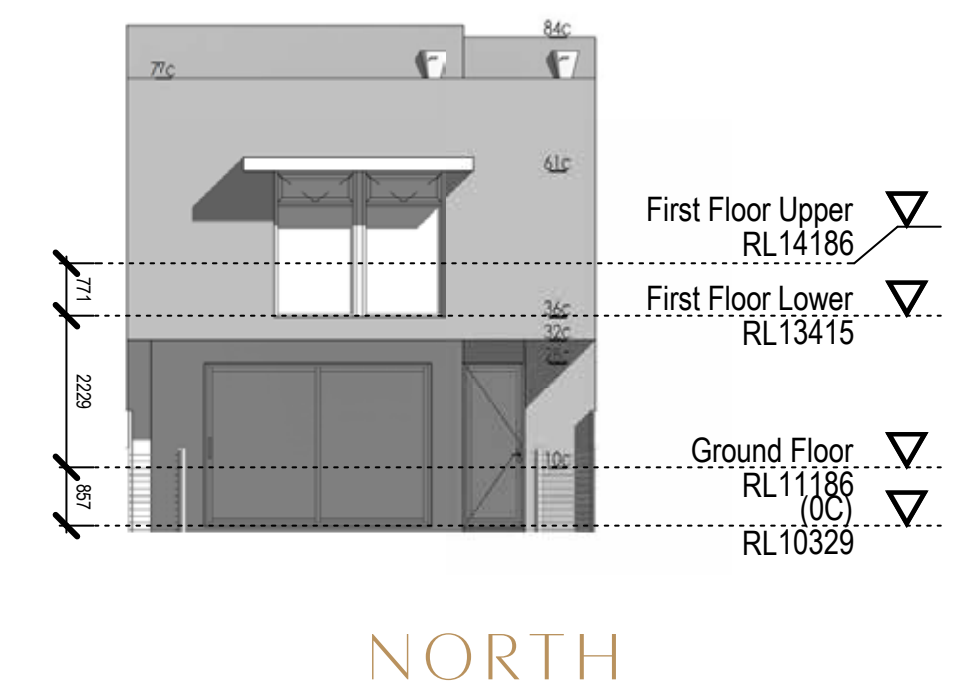 84c
77c
61c
First Floor Upper
RL14186
771
First Floor Lower
36c
RL13415
32c
2229
Ground Floor
10c
RL11186
857
(0C)
RL10329
NORTH